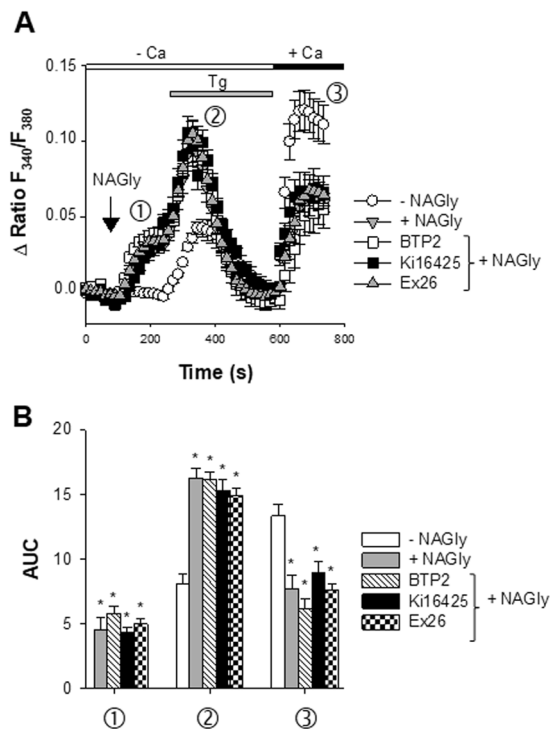 A
- Ca
+ Ca
Tg
0.15
0.10
0.05
0.0
Δ Ratio F340/F380
NAGly
①
②
③
0
200
400
600
800
Time (s)
- NAGly
+ NAGly
BTP2
Ki16425
Ex26
+ NAGly
B
20
15
10
5
0
AUC
* * * *
* * * *
* * * *
①
②
③
- NAGly
+ NAGly
BTP2
Ki16425
Ex26
+ NAGly